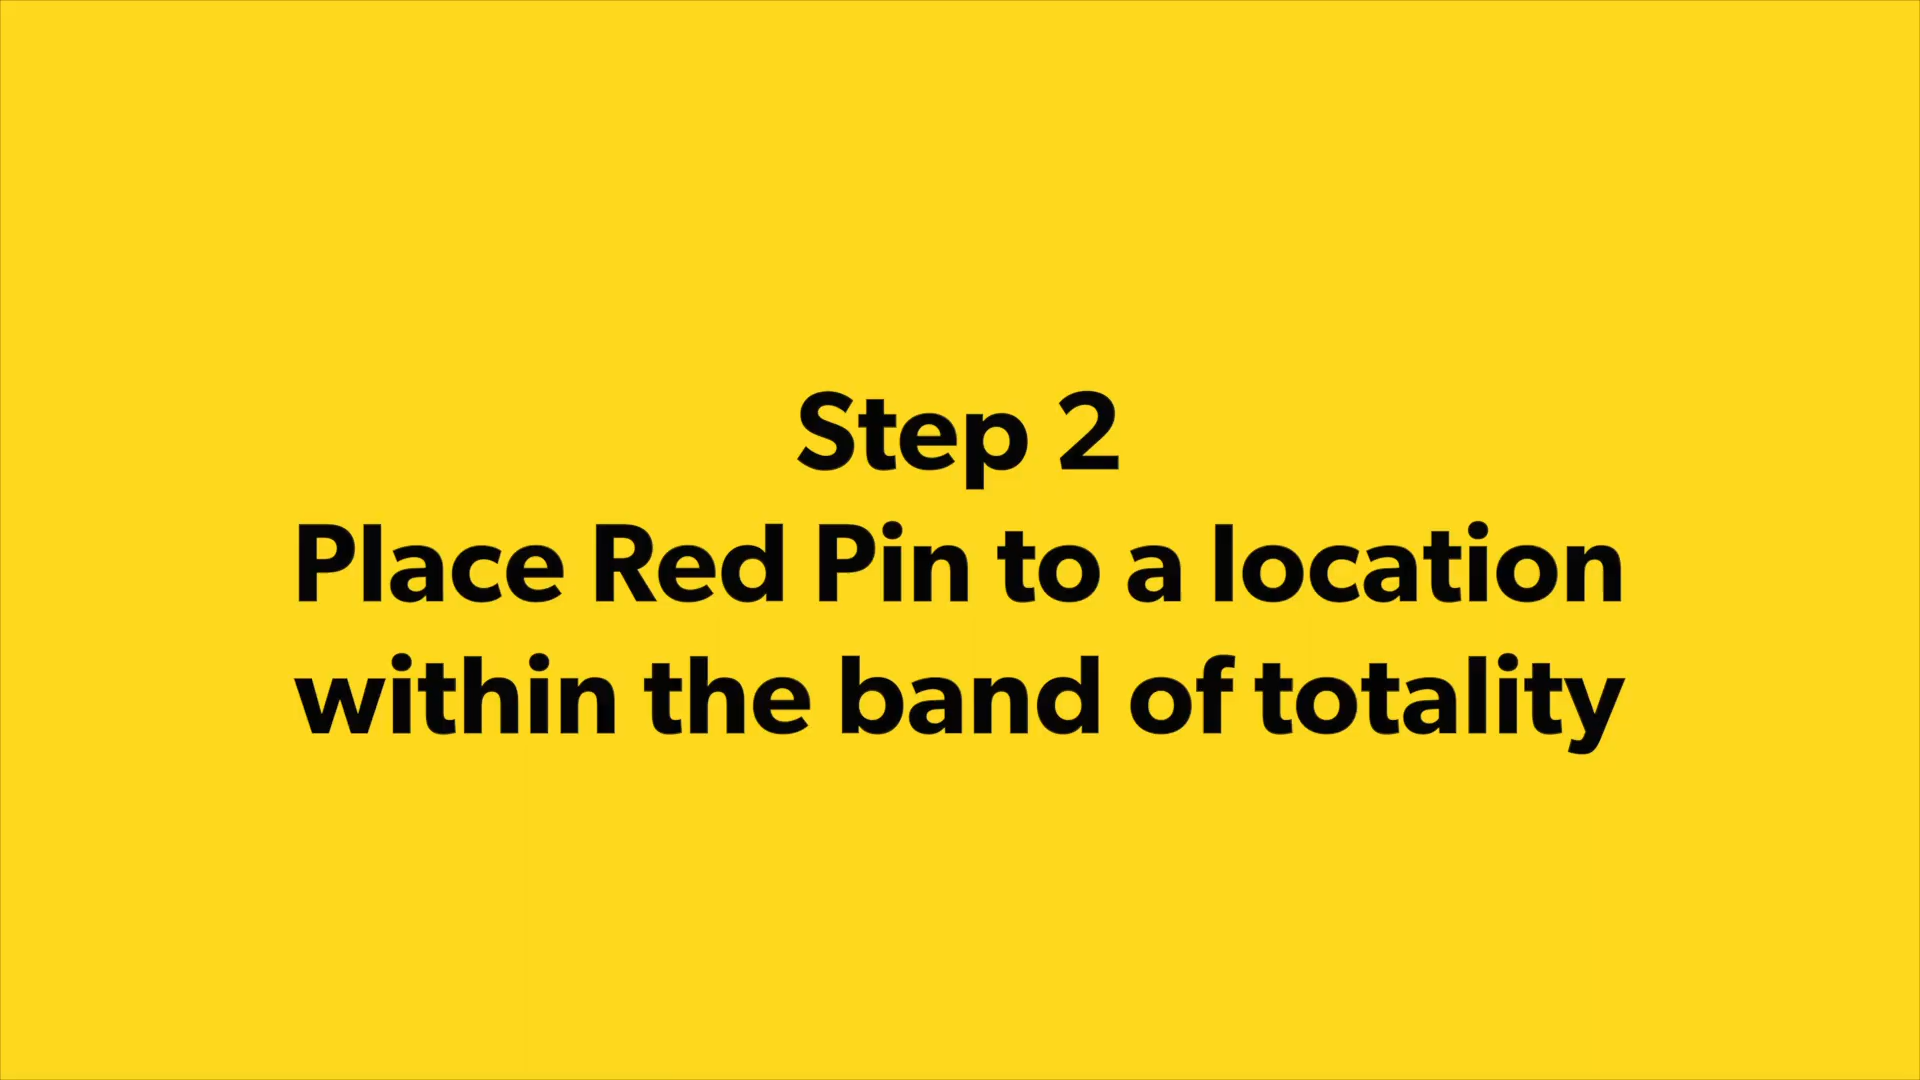 Step 2
Place Red Pin to a location
within the band of totality